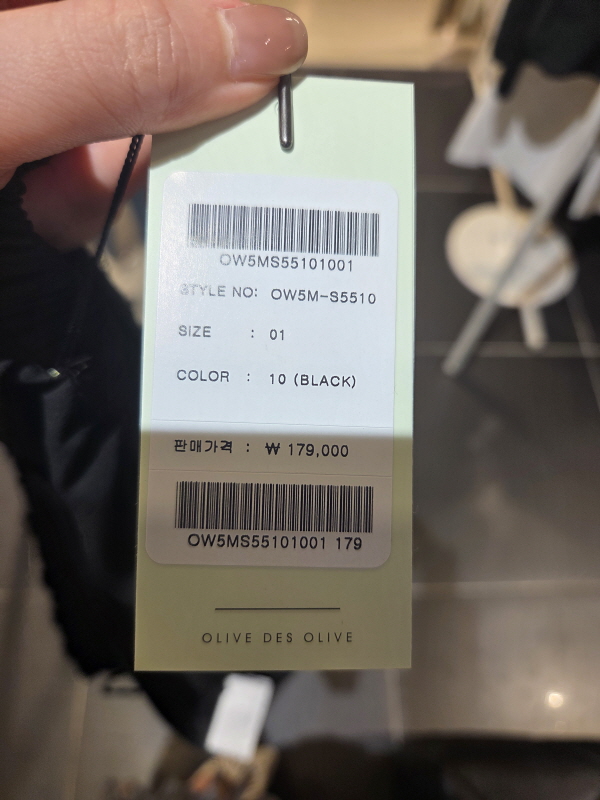 OW5MS55101001
STYLE NO: OW5M-S5510
SIZE : 01
COLOR : 10 (BLACK)
판매가격 : ₩ 179,000
OW5MS55101001 179
OLIVE DES OLIVE